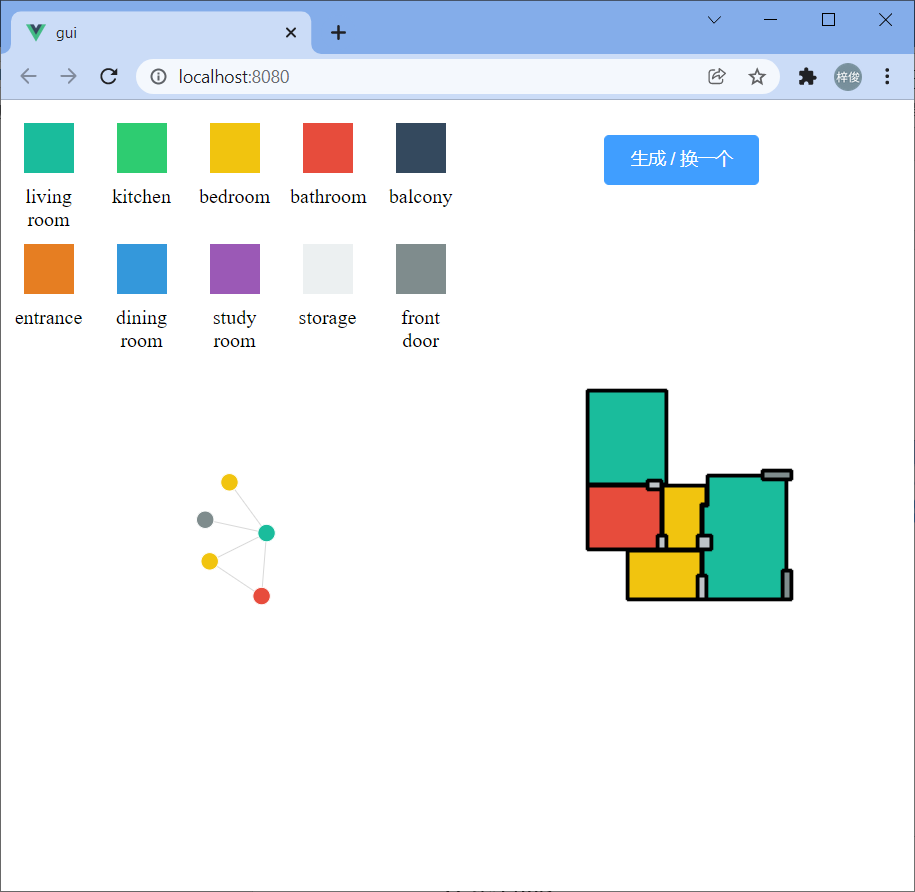 gui
localhost:8080
梓俊
living
room
kitchen
bedroom
bathroom
balcony
生成 / 换一个
entrance
dining
room
study
room
storage
front
door